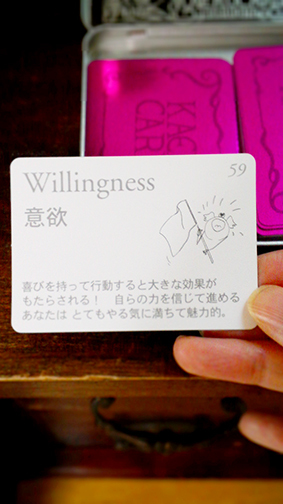 KAO
CAR
Willingness
59
意欲
喜びを持って行動すると大きな効果が
もたらされる！ 自らの力を信じて進める
あなたは とてもやる気に満ちて魅力的。